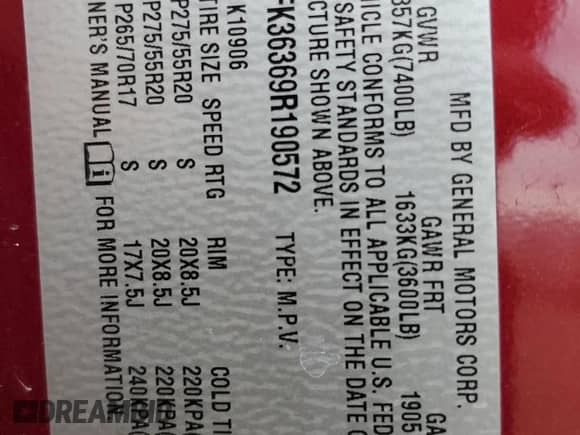 MFD BY GENERAL MOTORS CORP.
GVWR GAWR FRT GA
357KG(7400LB) 1633KG(3600LB) 1905
ICLE CONFORMS TO ALL APPLICABLE U.S. FED
SAFETY STANDARDS IN EFFECT ON THE DATE O
CTURE SHOWN ABOVE.
FK36369R190572 TYPE: M.P.V.
K10906
TIRE SIZE SPEED RTG RIM COLD TI
P275/55R20 S 20X8.5J 220KPA(
P275/55R20 S 20X8.5J 220KPA(
P265/70R17 S 17X7.5J 240KPA(
NER'S MANUAL FOR MORE INFORMATION